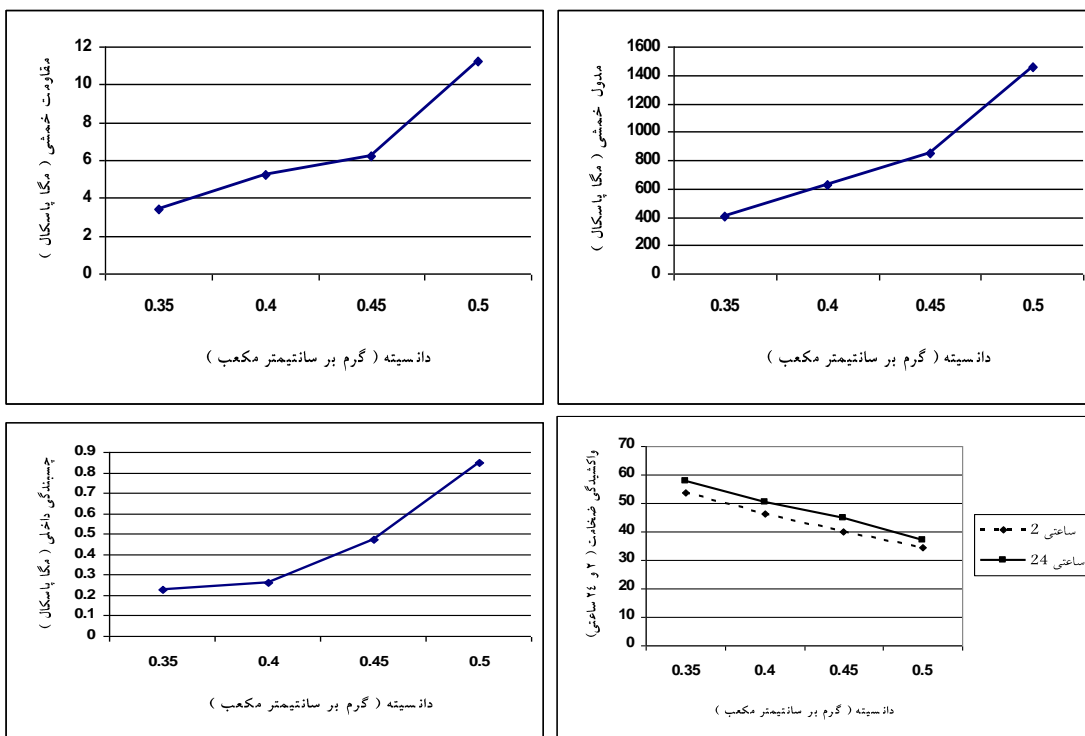 مقاومت خمشی ( مگا پاسکال )
12
10
8
6
4
2
0
0.35 0.4 0.45 0.5
دانسیته ( گرم بر سانتیمتر مکعب )
مدول خمشی ( مگا پاسکال )
1600
1400
1200
1000
800
600
400
200
0
0.35 0.4 0.45 0.5
دانسیته ( گرم بر سانتیمتر مکعب )
چسبندگی داخلی ( مگا پاسکال )
0.9
0.8
0.7
0.6
0.5
0.4
0.3
0.2
0.1
0
0.35 0.4 0.45 0.5
دانسیته ( گرم بر سانتیمتر مکعب )
واکشیدگی ضخامت ( ۲ و ۲٤ ساعتی)
70
60
50
40
30
20
10
0
0.35 0.4 0.45 0.5
دانسیته ( گرم بر سانتیمتر مکعب )
2 ساعتی
24 ساعتی